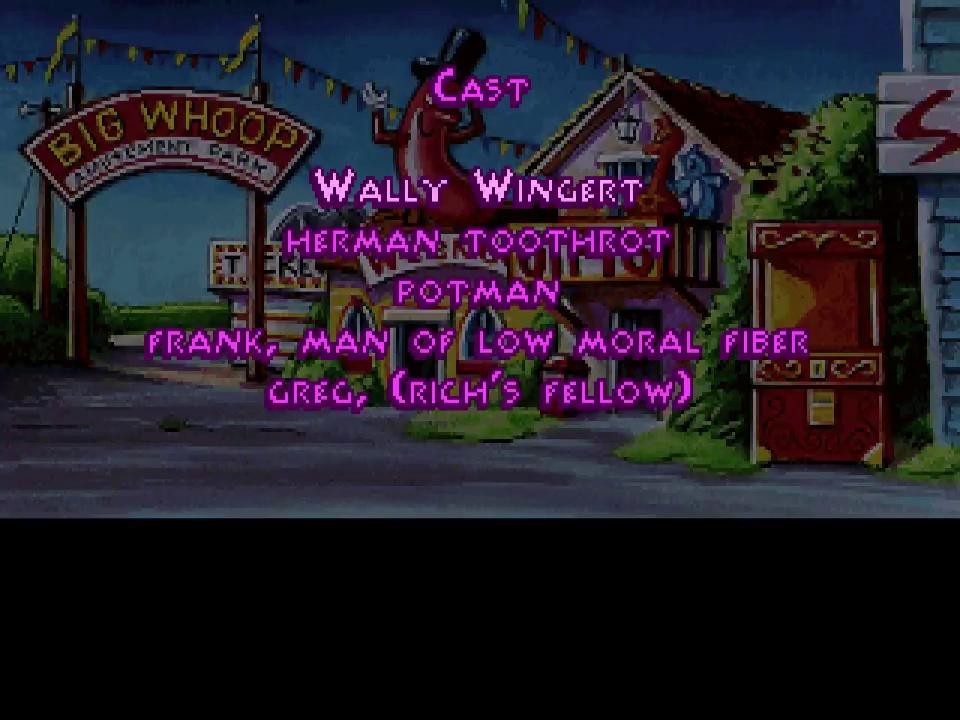 Cast
BIG WHOOP
AMUSEMENT PARK
Wally Wingert
Herman Toothrot
Potman
Frank, Man of Low Moral Fiber
Greg, (Rich's Fellow)